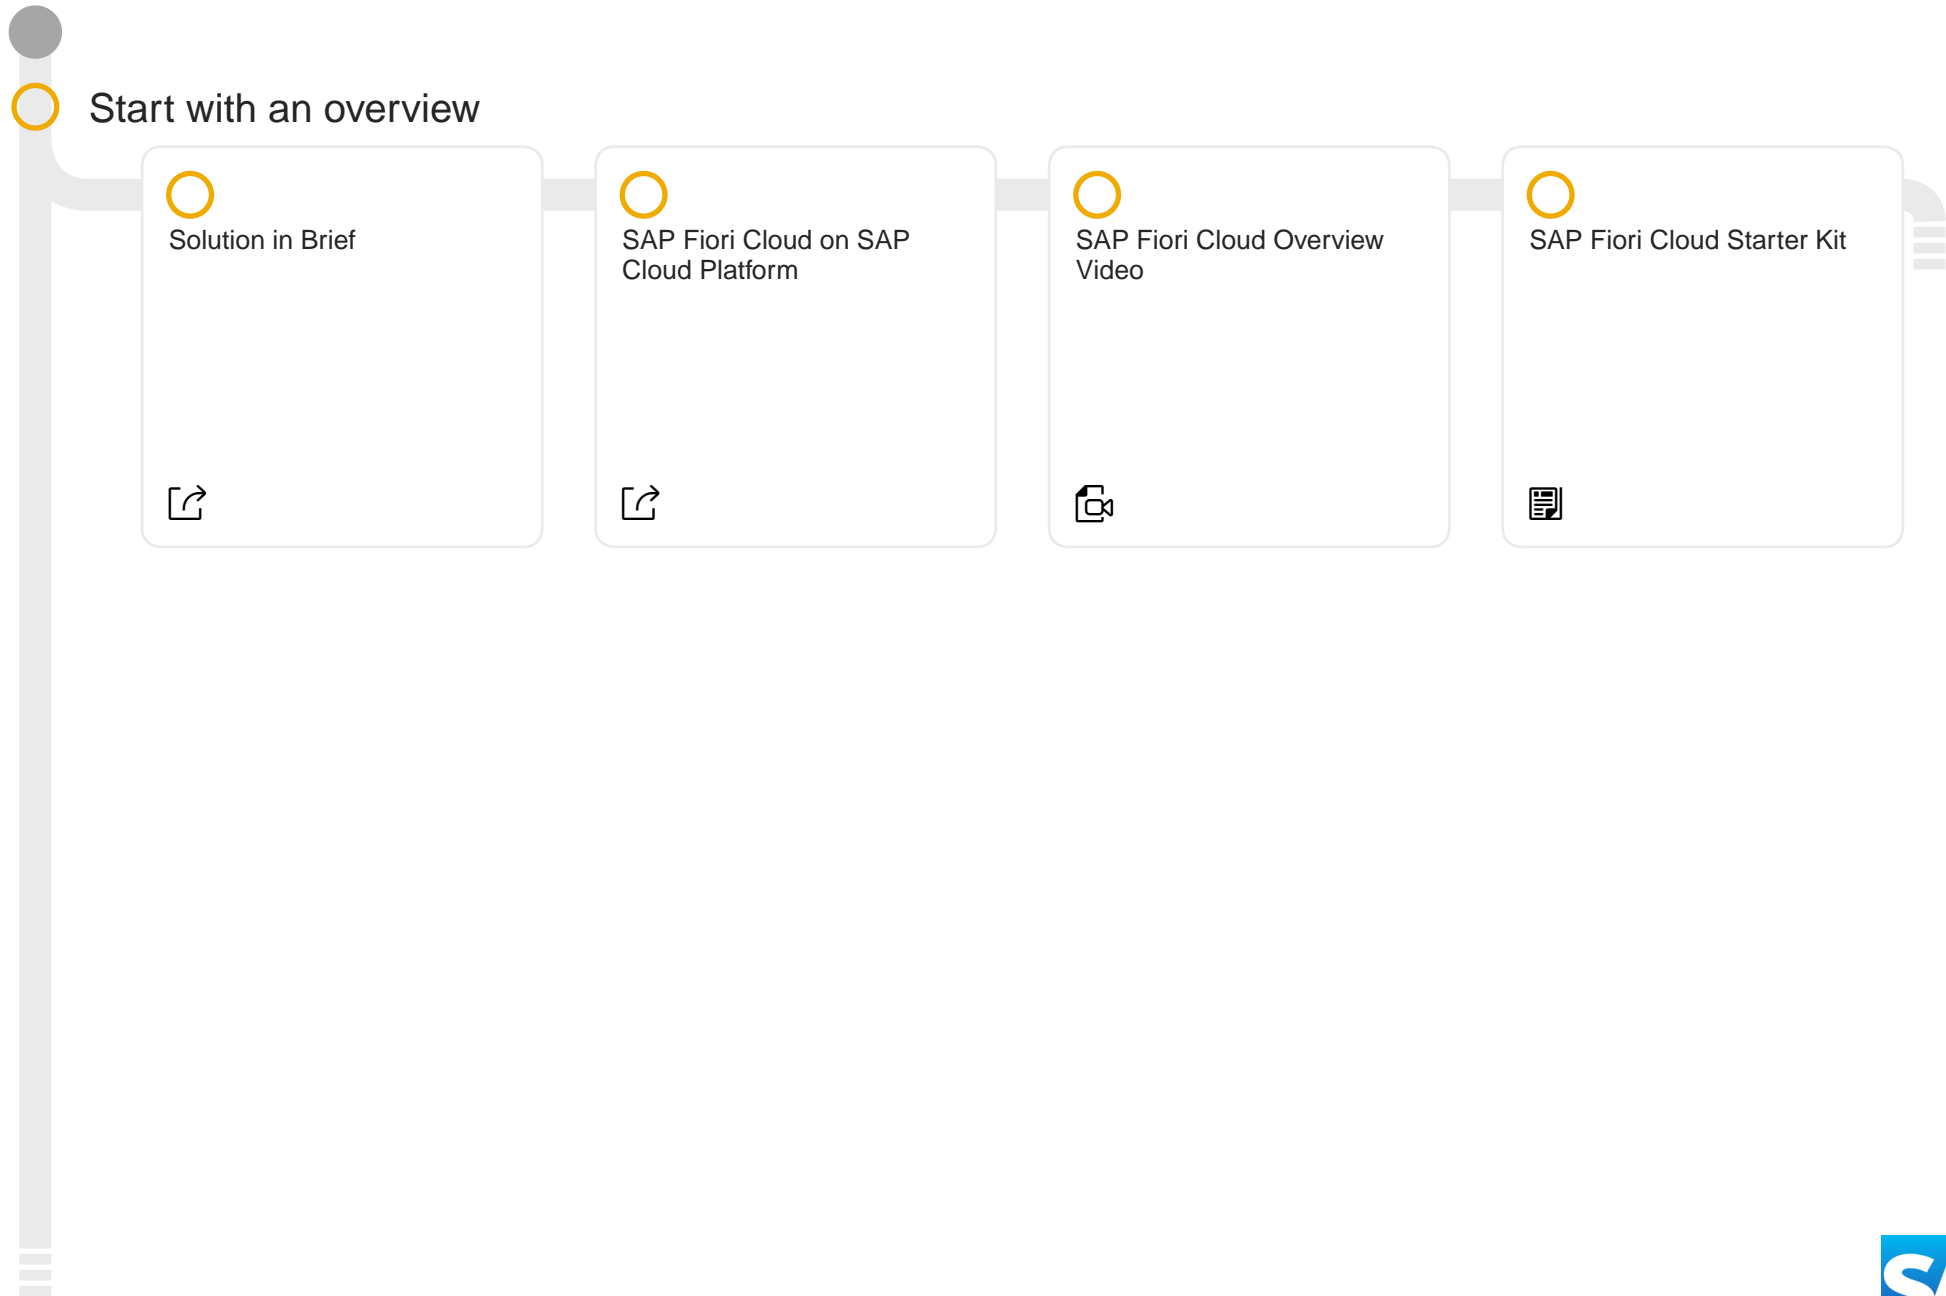 Start with an overview
Solution in Brief
SAP Fiori Cloud on SAP
Cloud Platform
SAP Fiori Cloud Overview
Video
SAP Fiori Cloud Starter Kit